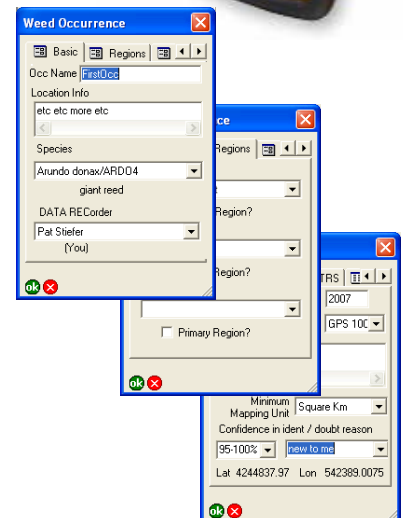 Weed Occurrence
Basic Regions
Occ Name FirstOcc
Location Info
etc etc more etc
Species
Arundo donax/ARDO4
giant reed
DATA RECorder
Pat Stiefer
(You)
ok
ce
Regions
Region?
Region?
Primary Region?
ok
TRS
2007
GPS 100
Minimum
Mapping Unit Square Km
Confidence in ident / doubt reason
95-100% new to me
Lat 4244837.97 Lon 542389.0075
ok